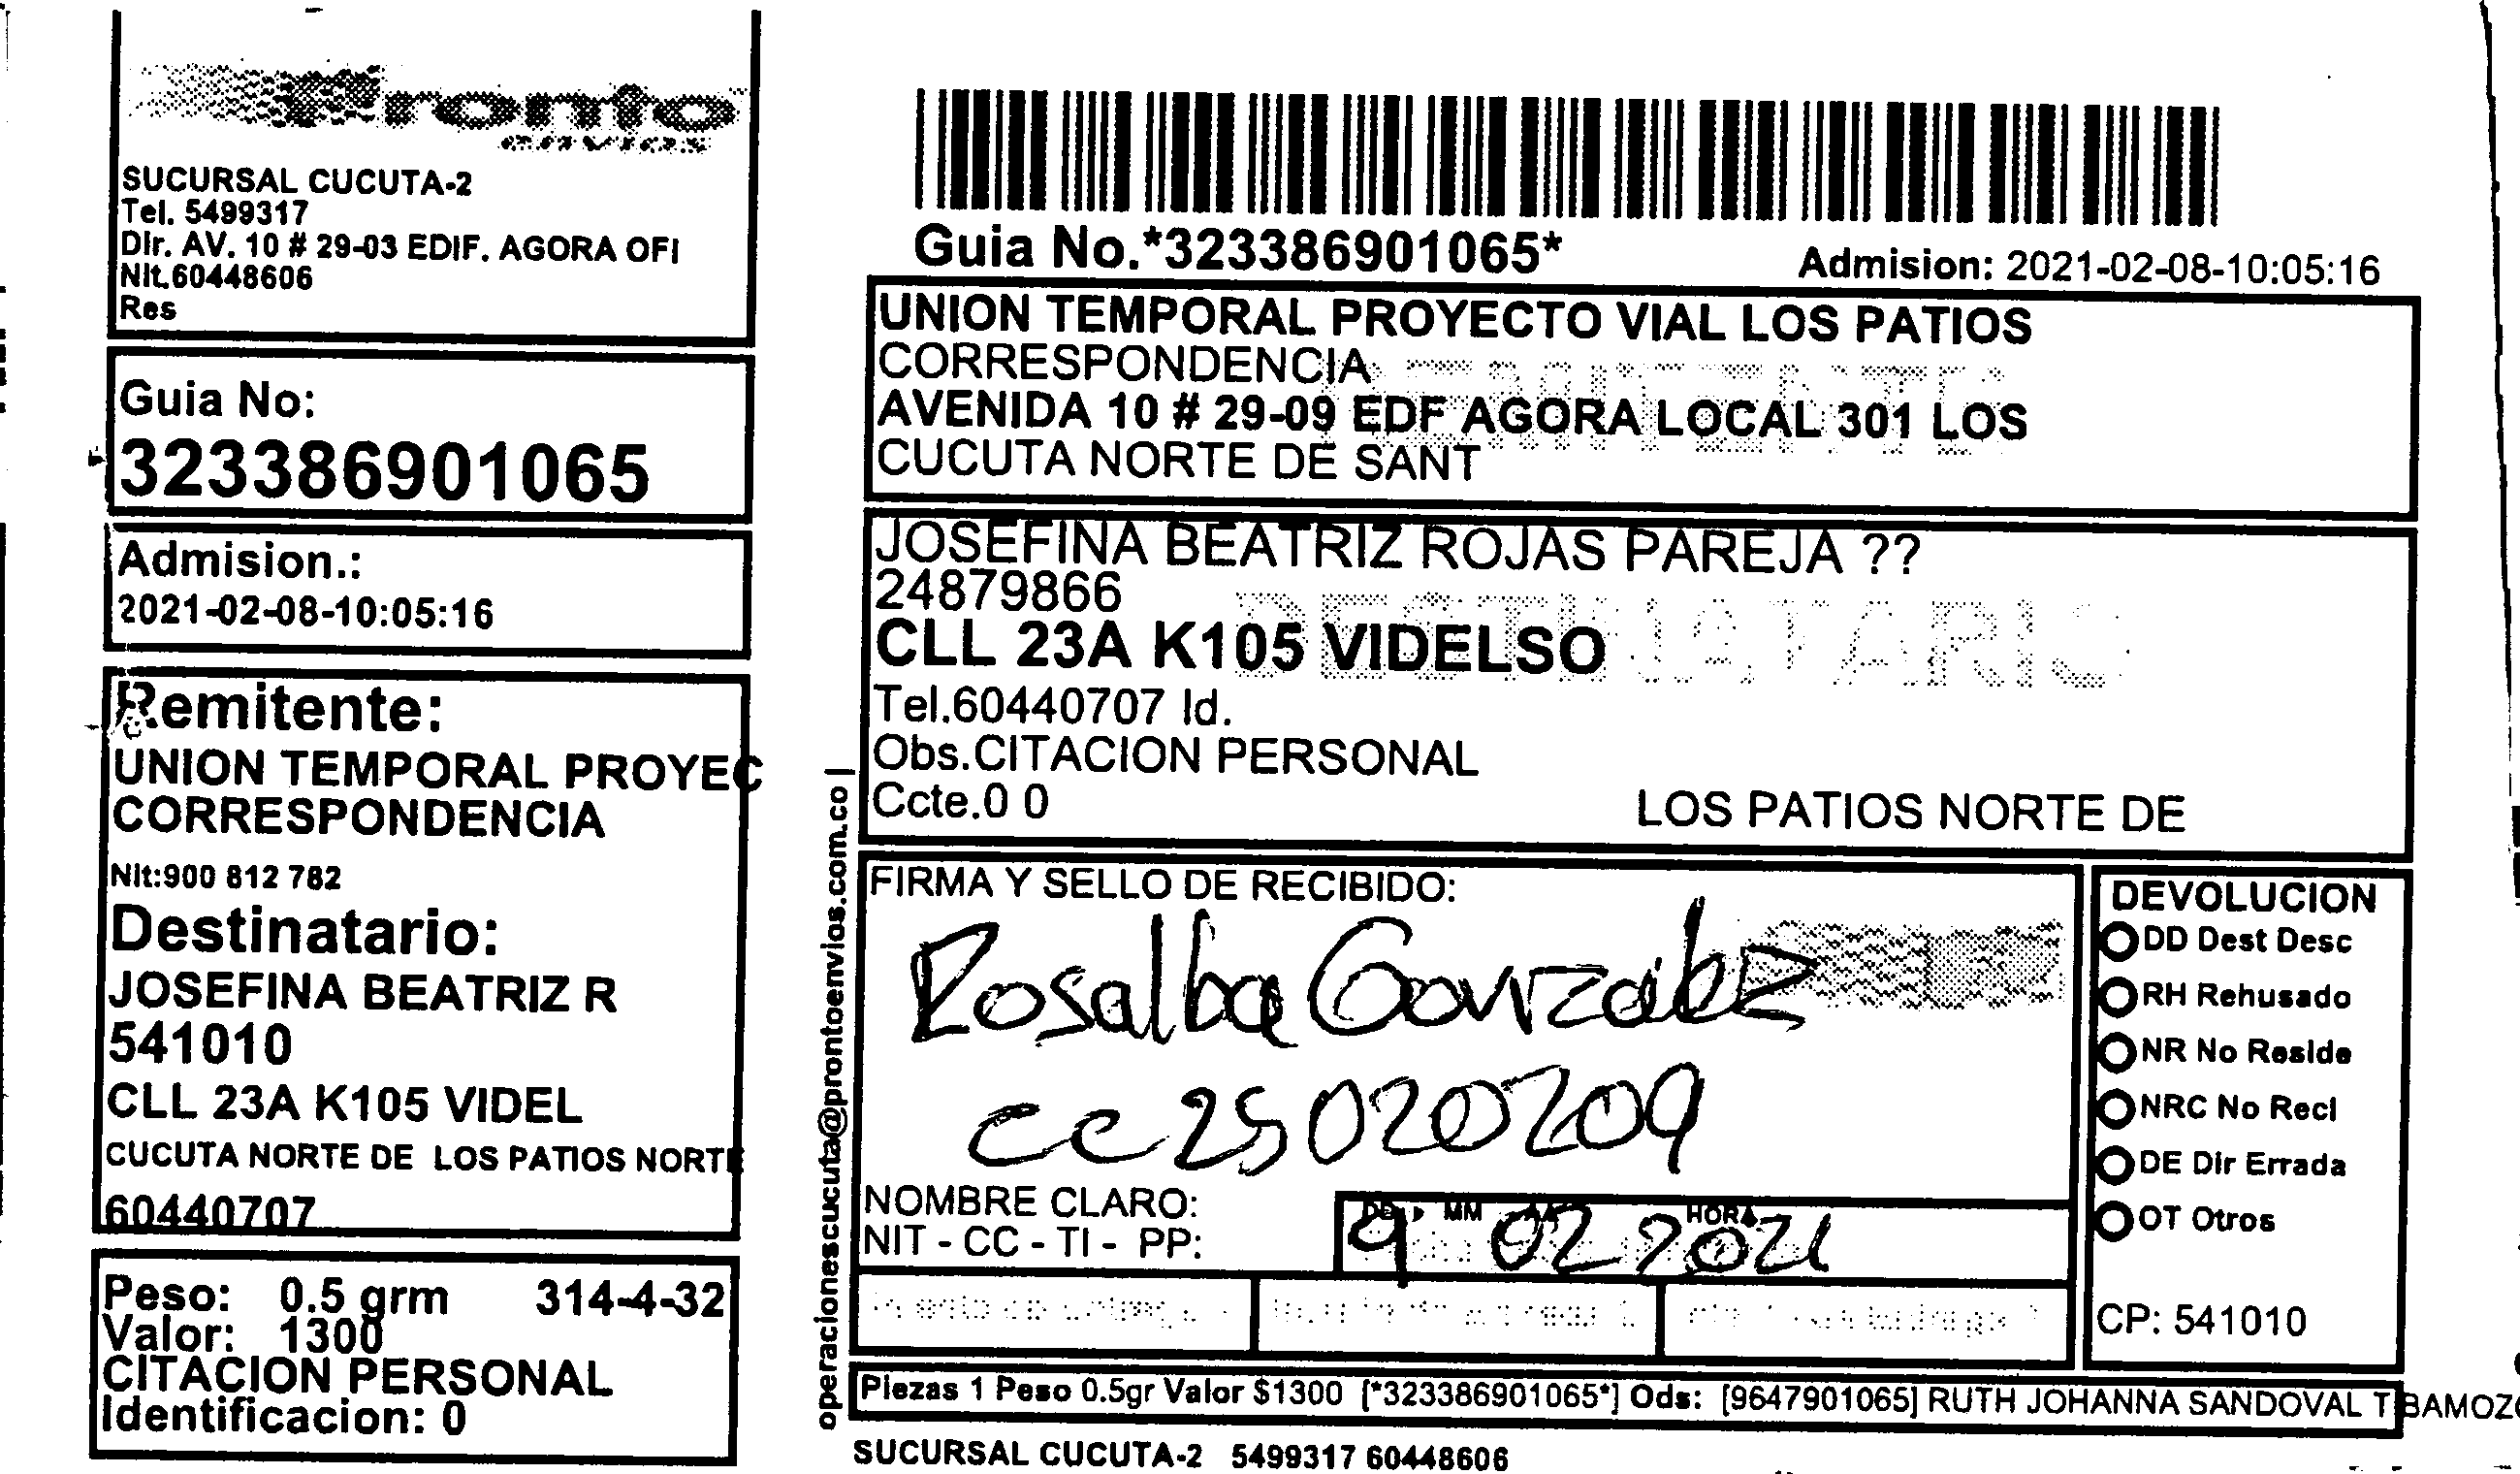 Pronto
envios
SUCURSAL CUCUTA-2
Tel. 5499317
Dir. AV. 10 # 29-03 EDIF. AGORA OFI
Nit.60448606
Res
Guia No:
323386901065
Admision.:
2021-02-08-10:05:16
Remitente:
UNION TEMPORAL PROYEC
CORRESPONDENCIA
Nit:900 812 782
Destinatario:
JOSEFINA BEATRIZ R
541010
CLL 23A K105 VIDEL
CUCUTA NORTE DE LOS PATIOS NORTE
60440707
Peso: 0.5 grm 314-4-32
Valor: 1300
CITACION PERSONAL
Identificacion: 0
Guia No.*323386901065*
Admision: 2021-02-08-10:05:16
UNION TEMPORAL PROYECTO VIAL LOS PATIOS
CORRESPONDENCIA
REMITENTE
AVENIDA 10 # 29-09 EDF AGORA LOCAL 301 LOS
CUCUTA NORTE DE SANT
JOSEFINA BEATRIZ ROJAS PAREJA ??
24879866
DESTINATARIO
CLL 23A K105 VIDELSO
Tel.60440707 Id.
Obs.CITACION PERSONAL
Ccte.0 0
LOS PATIOS NORTE DE
operacionescucuta@prontoenvios.com.co |
FIRMA Y SELLO DE RECIBIDO:
Rosalba Gonzalez
cc 25020209
NOMBRE CLARO:
NIT - CC - TI - PP:
MM
HORA
9 02 2021
DEVOLUCION
DD Dest Desc
RH Rehusado
NR No Reside
NRC No Recl
DE Dir Errada
OT Otros
CP: 541010
Piezas 1 Peso 0.5gr Valor $1300 [*323386901065*] Ods: [9647901065] RUTH JOHANNA SANDOVAL TIBAMOZO
SUCURSAL CUCUTA-2 5499317 60448606